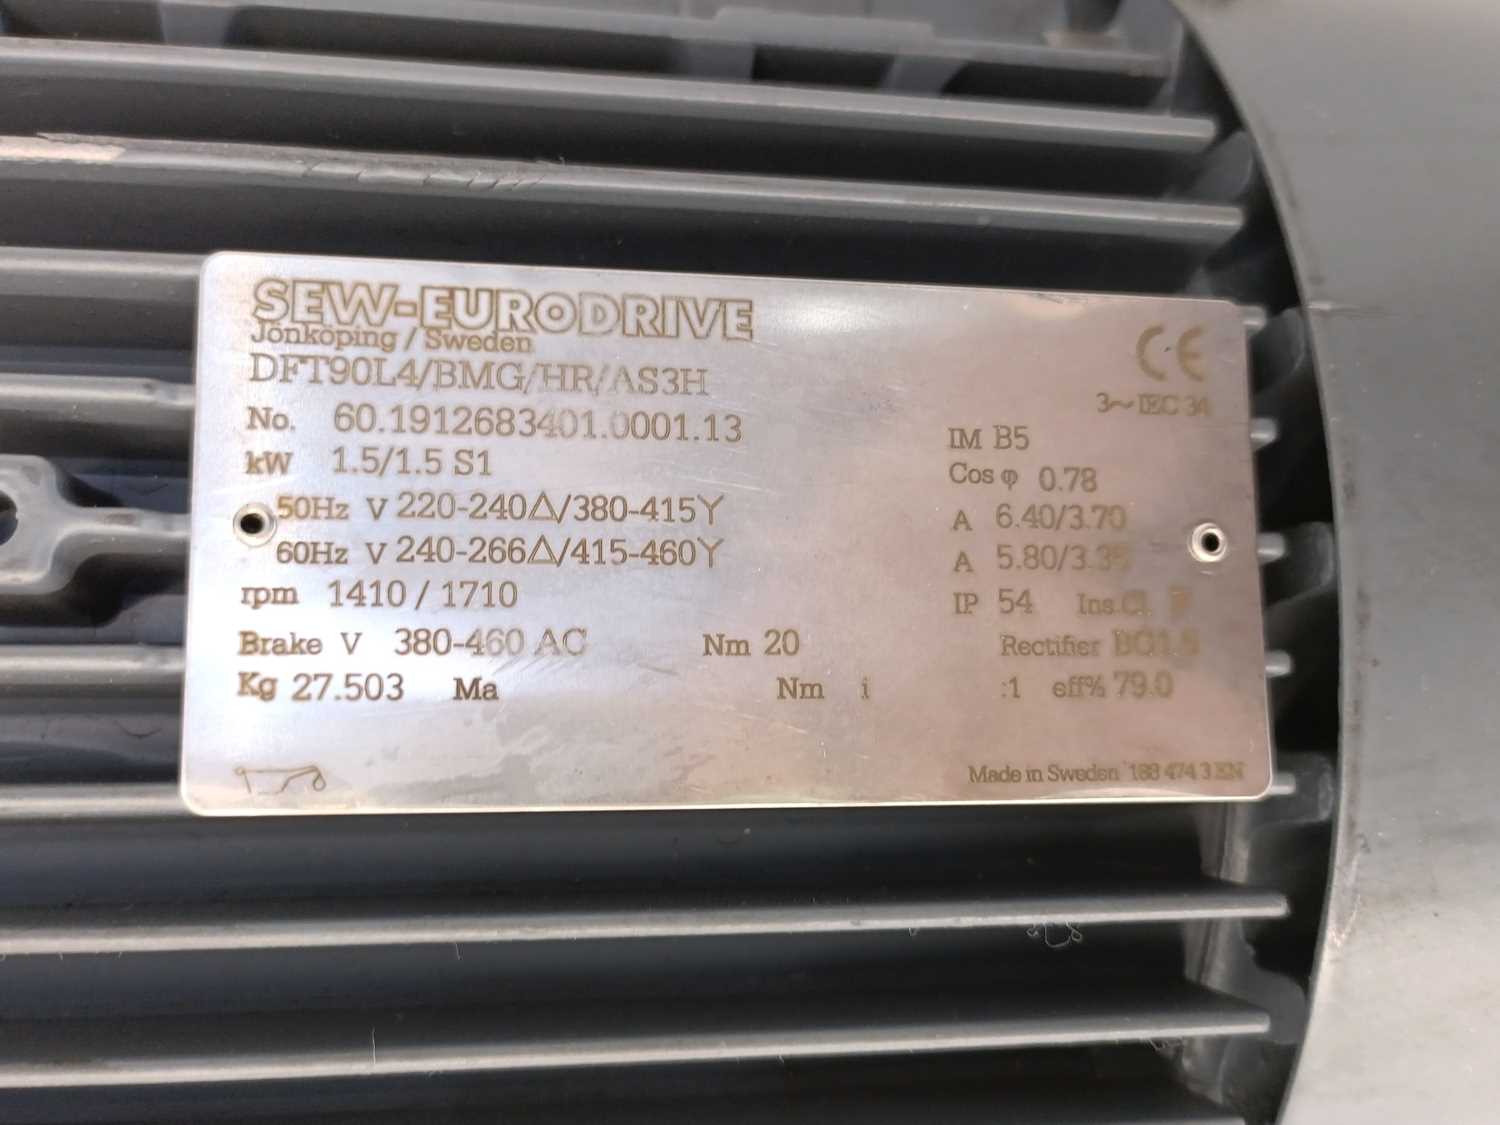 SEW-EURODRIVE
Jönköping / Sweden
DFT90L4/BMG/HR/AS3H
CE
3~ IEC 34
No. 60.1912683401.0001.13
IM B5
kW 1.5/1.5 S1
Cos φ 0.78
50Hz V 220-240△/380-415Y A 6.40/3.70
60Hz V 240-266△/415-460Y A 5.80/3.35
rpm 1410 / 1710
IP 54 Ins.Cl. F
Brake V 380-460 AC Nm 20 Rectifier BG1.5
Kg 27.503 Ma Nm i :1 eff% 79.0
Made in Sweden 188 474 3 EN